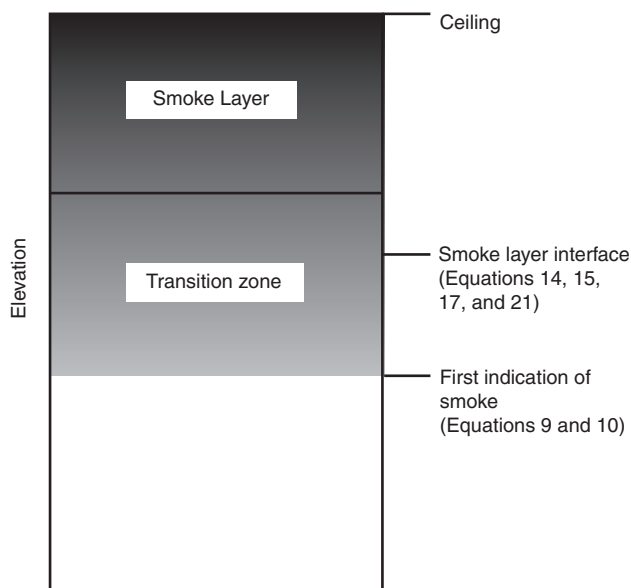 Ceiling
Smoke Layer
Elevation
Smoke layer interface
(Equations 14, 15,
17, and 21)
Transition zone
First indication of
smoke
(Equations 9 and 10)